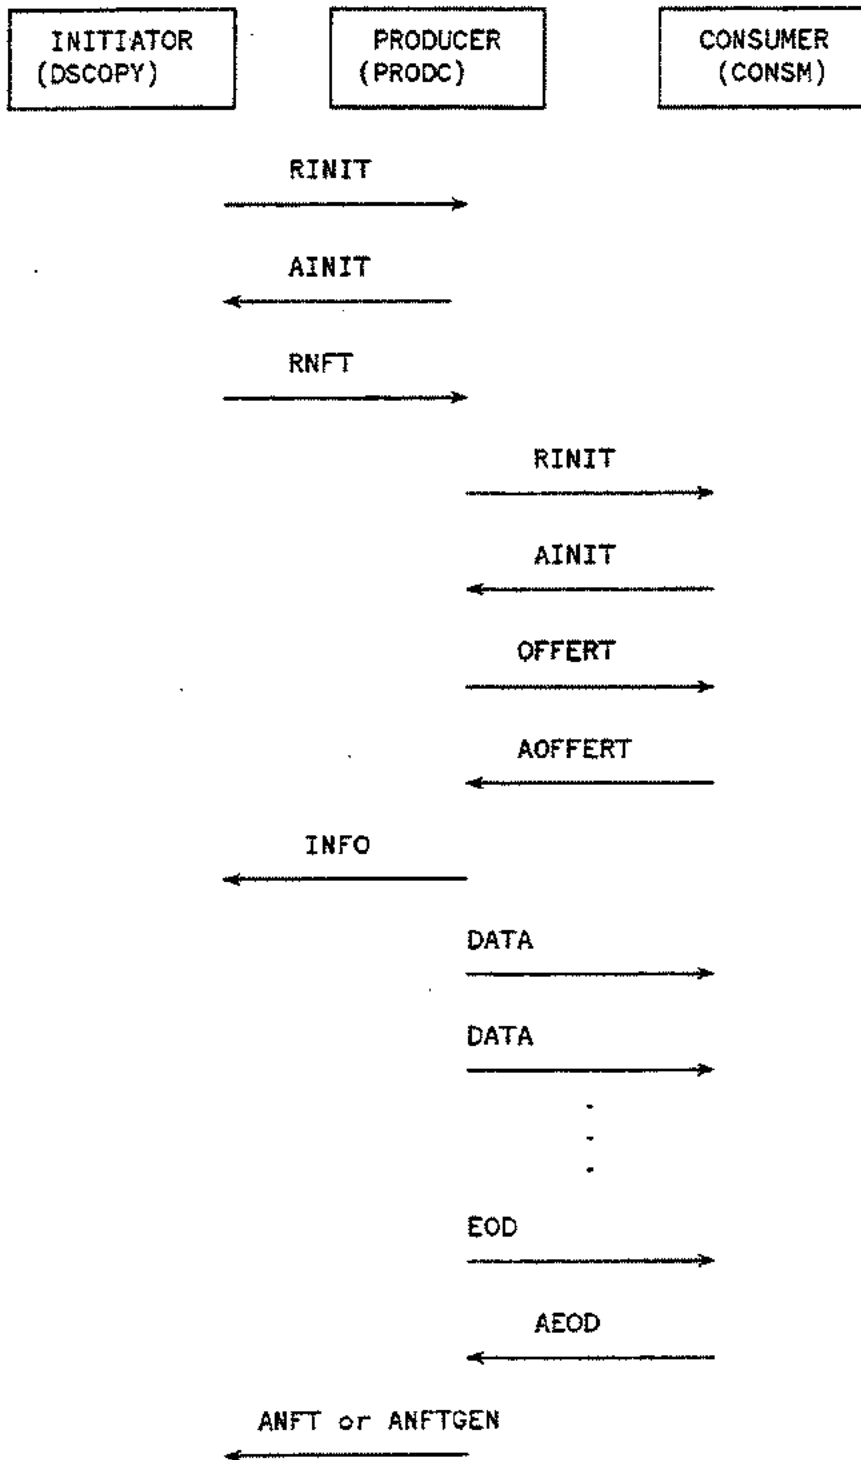 INITIATOR
(DSCOPY)
PRODUCER
(PRODC)
CONSUMER
(CONSM)
RINIT
AINIT
RNFT
RINIT
AINIT
OFFERT
AOFFERT
INFO
DATA
DATA
EOD
AEOD
ANFT or ANFTGEN